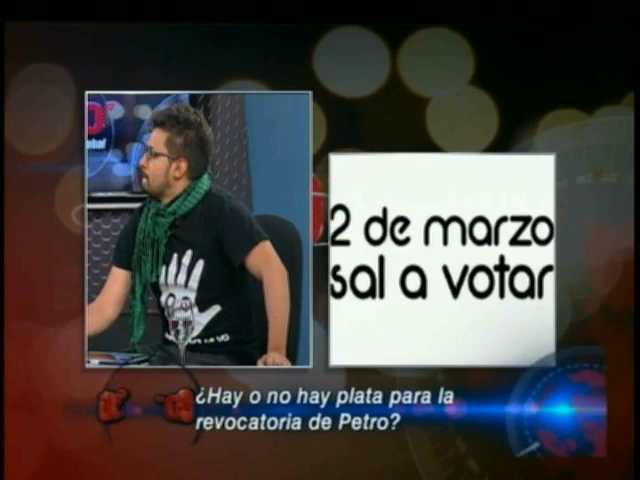 2 de marzo
sal a votar
¿Hay o no hay plata para la
revocatoria de Petro?